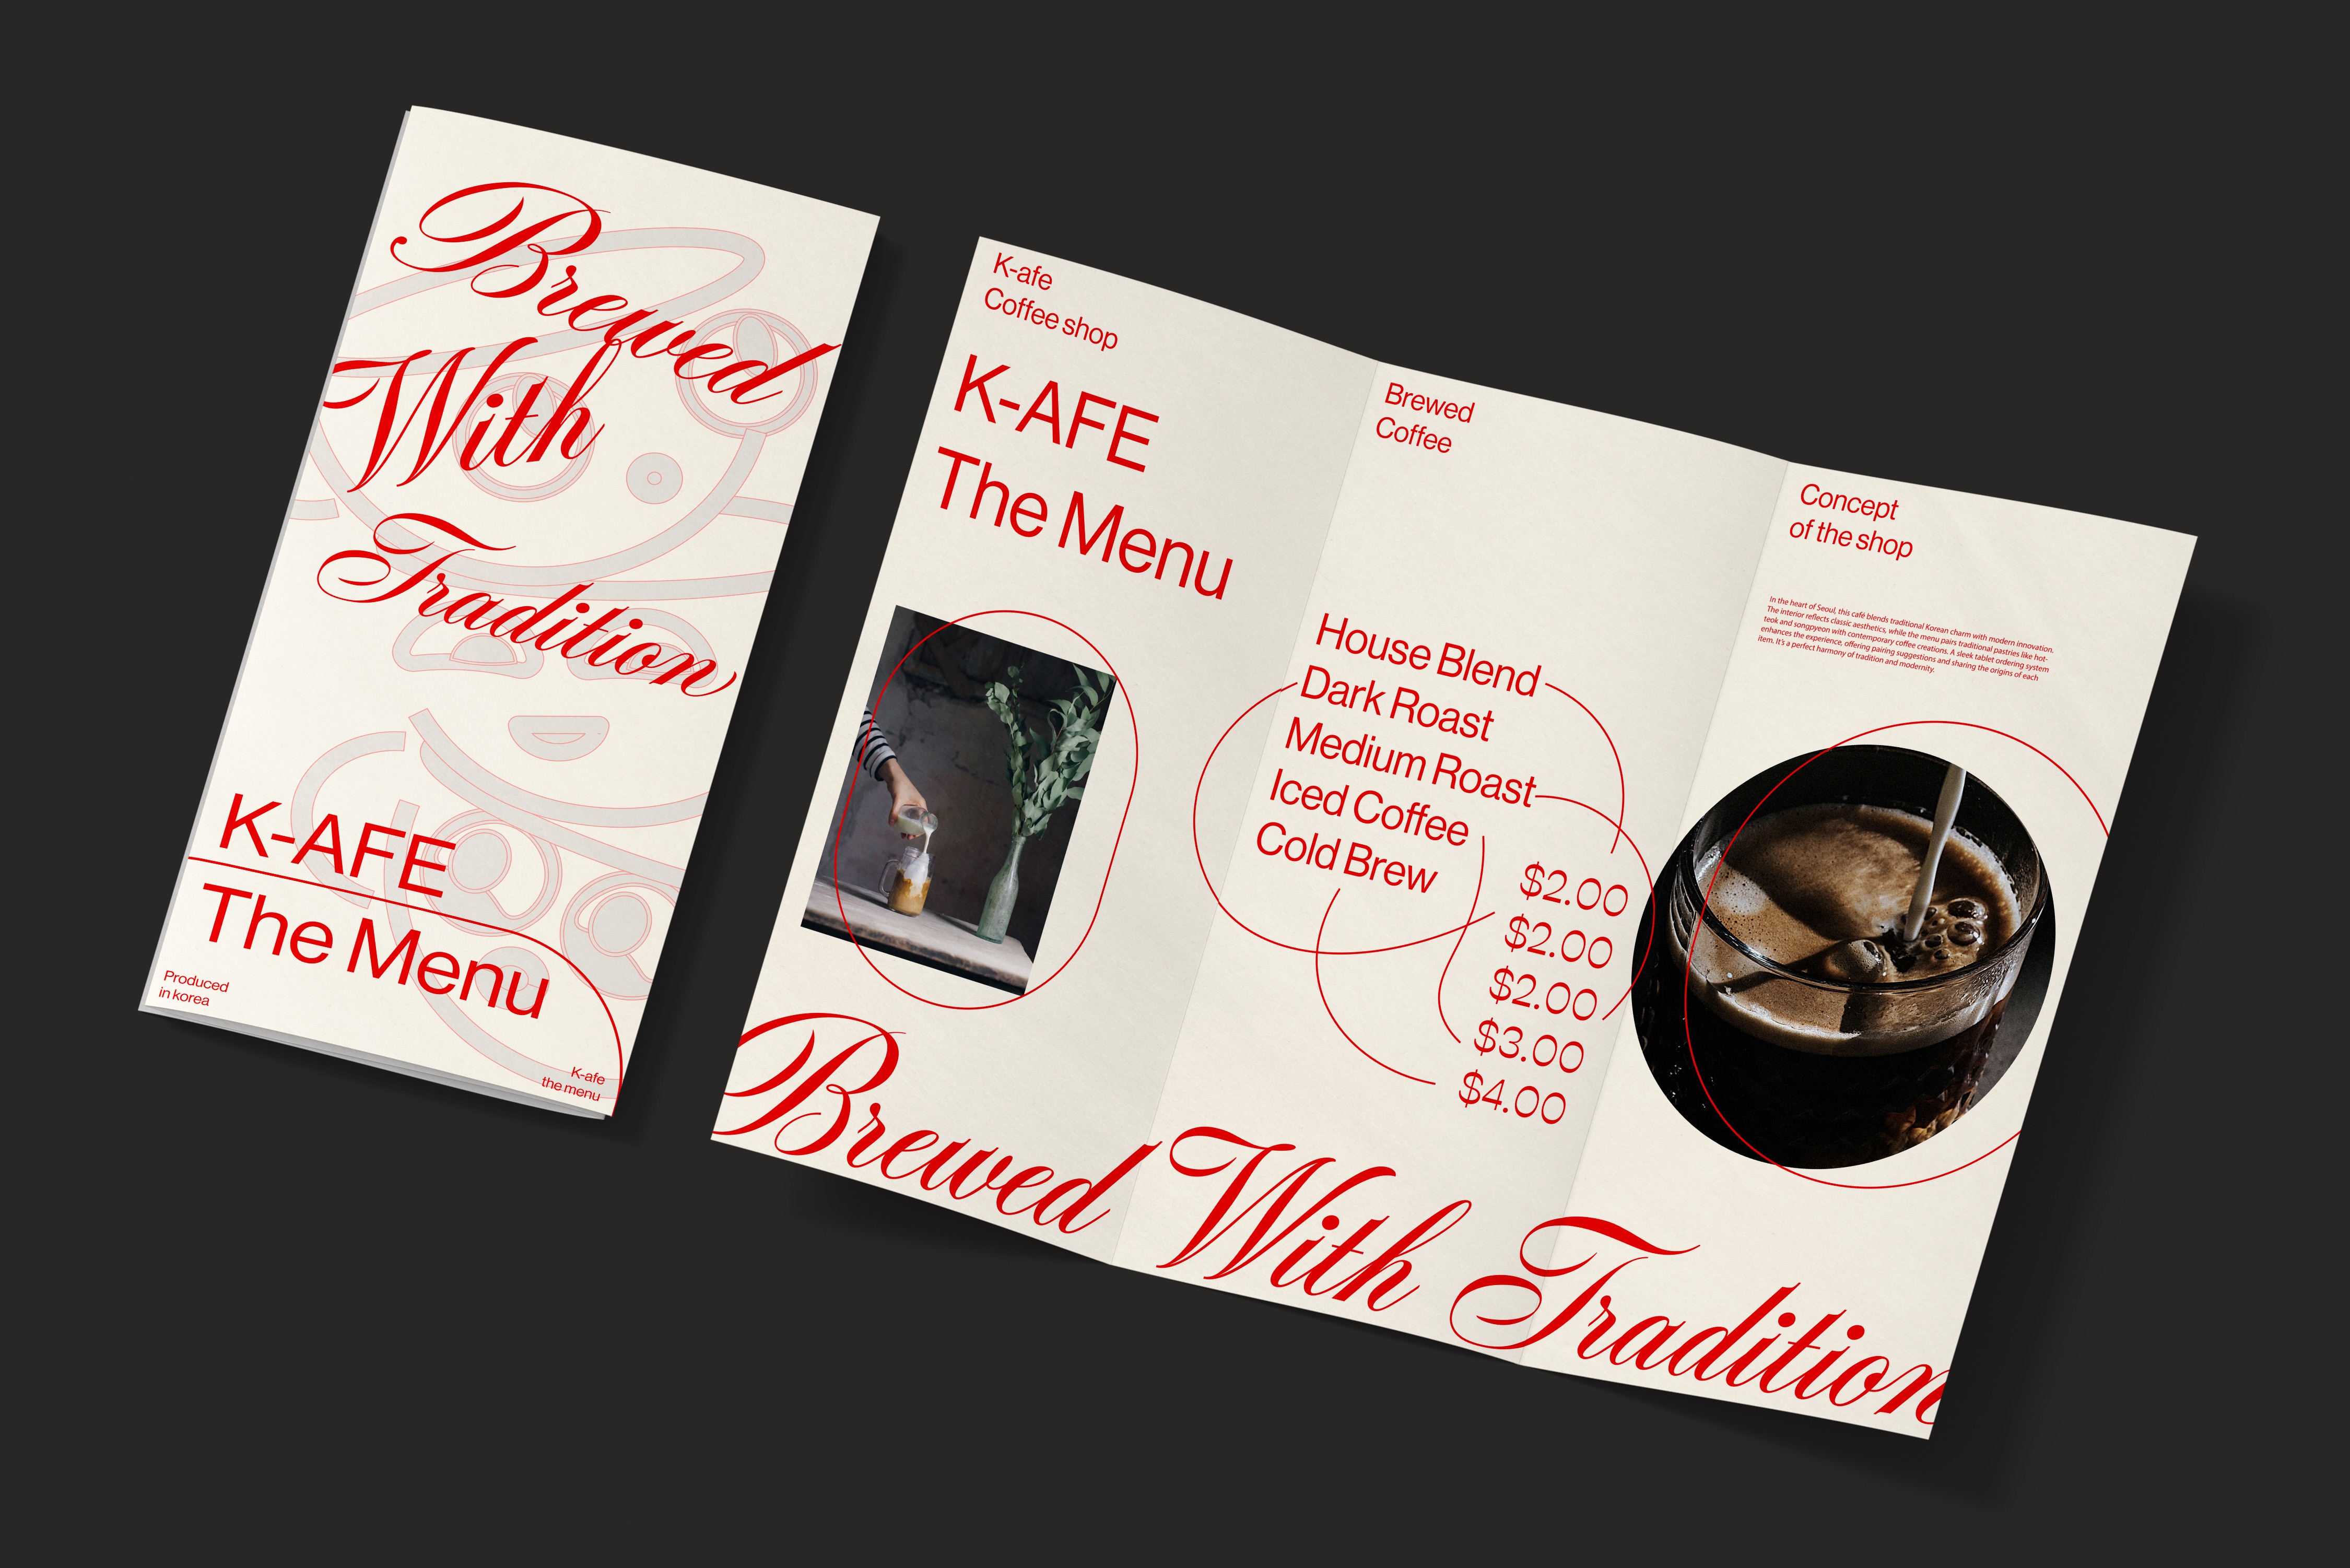 Brewed
With
Tradition
K-AFE
The Menu
Produced
in korea
K-afe
the menu
K-afe
Coffee shop
K-AFE
The Menu
Brewed
Coffee
House Blend
Dark Roast
Medium Roast
Iced Coffee
Cold Brew
$2.00
$2.00
$2.00
$3.00
$4.00
Concept
of the shop
In the heart of Seoul, this café blends traditional Korean charm with modern innovation.
The interior reflects classic aesthetics, while the menu pairs traditional pastries like hot-
teok and songpyeon with contemporary coffee creations. A sleek tablet ordering system
enhances the experience, offering pairing suggestions and sharing the origins of each
item. It's a perfect harmony of tradition and modernity.
Brewed With Tradition